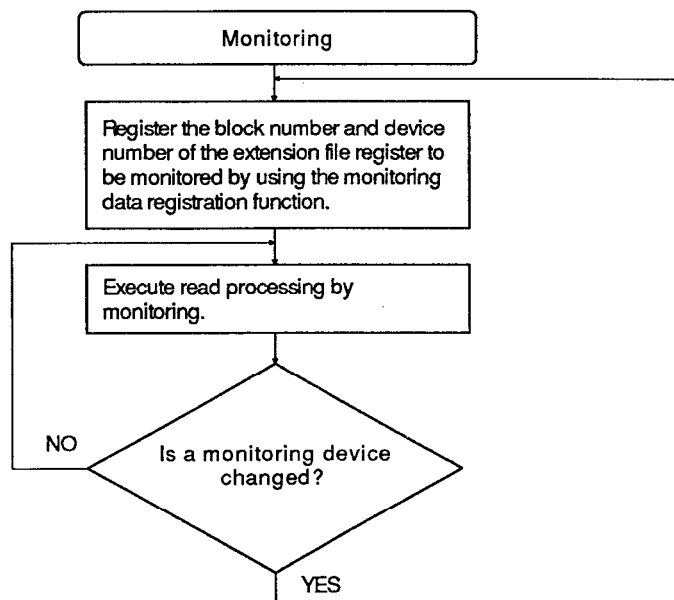 Monitoring
Register the block number and device
number of the extension file register to
be monitored by using the monitoring
data registration function.
Execute read processing by
monitoring.
NO
Is a monitoring device
changed?
YES